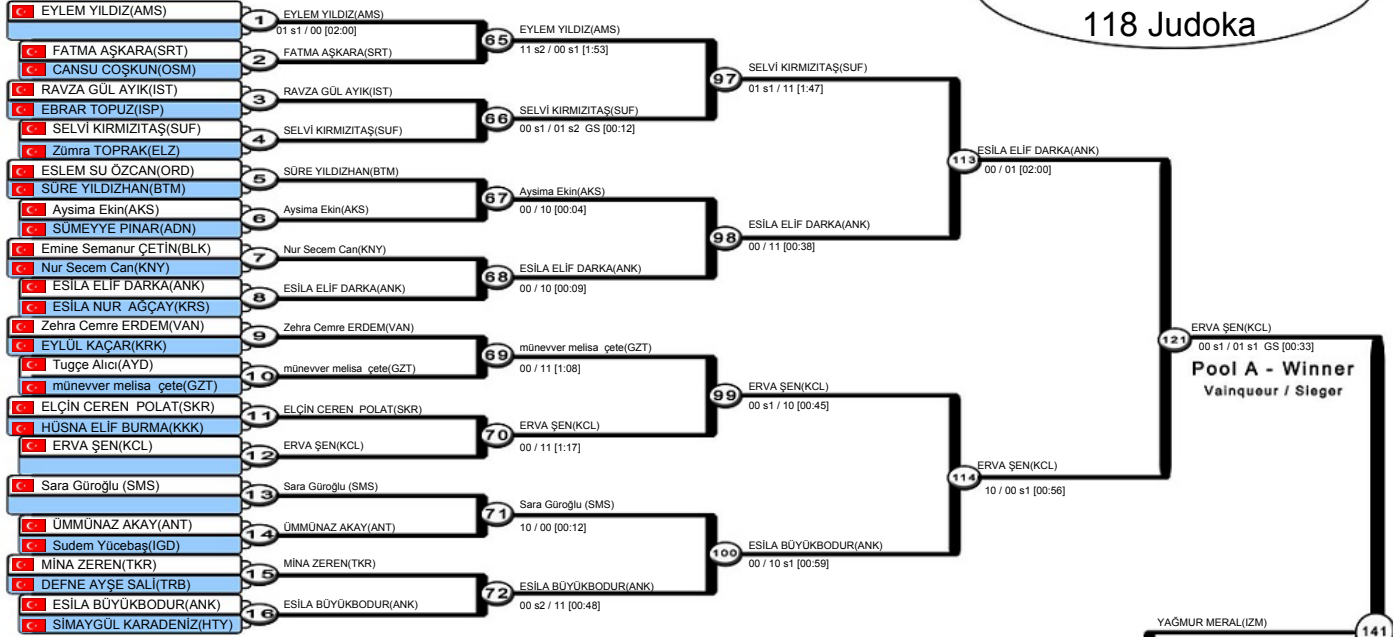 118 Judoka
EYLEM YILDIZ(AMS)
FATMA AŞKARA(SRT)
CANSU COŞKUN(OSM)
RAVZA GÜL AYIK(IST)
EBRAR TOPUZ(ISP)
SELVİ KIRMIZITAŞ(SUF)
Zümra TOPRAK(ELZ)
ESLEM SU ÖZCAN(ORD)
SÜRE YILDIZHAN(BTM)
Aysima Ekin(AKS)
SÜMEYYE PINAR(ADN)
Emine Semanur ÇETİN(BLK)
Nur Secem Can(KNY)
ESİLA ELİF DARKA(ANK)
ESİLA NUR AĞÇAY(KRS)
Zehra Cemre ERDEM(VAN)
EYLÜL KAÇAR(KRK)
Tugçe Alıcı(AYD)
münevver melisa çete(GZT)
ELÇİN CEREN POLAT(SKR)
HÜSNA ELİF BURMA(KKK)
ERVA ŞEN(KCL)
Sara Güroğlu (SMS)
ÜMMÜNAZ AKAY(ANT)
Sudem Yücebaş(IGD)
MİNA ZEREN(TKR)
DEFNE AYŞE SALİ(TRB)
ESİLA BÜYÜKBODUR(ANK)
SİMAYGÜL KARADENİZ(HTY)
1
EYLEM YILDIZ(AMS)
01 s1 / 00 [02:00]
2
FATMA AŞKARA(SRT)
3
RAVZA GÜL AYIK(IST)
4
SELVİ KIRMIZITAŞ(SUF)
5
SÜRE YILDIZHAN(BTM)
6
Aysima Ekin(AKS)
7
Nur Secem Can(KNY)
8
ESİLA ELİF DARKA(ANK)
9
Zehra Cemre ERDEM(VAN)
10
münevver melisa çete(GZT)
11
ELÇİN CEREN POLAT(SKR)
12
ERVA ŞEN(KCL)
13
Sara Güroğlu (SMS)
14
ÜMMÜNAZ AKAY(ANT)
15
MİNA ZEREN(TKR)
16
ESİLA BÜYÜKBODUR(ANK)
65
EYLEM YILDIZ(AMS)
11 s2 / 00 s1 [1:53]
66
SELVİ KIRMIZITAŞ(SUF)
00 s1 / 01 s2 GS [00:12]
67
Aysima Ekin(AKS)
00 / 10 [00:04]
68
ESİLA ELİF DARKA(ANK)
00 / 10 [00:09]
69
münevver melisa çete(GZT)
00 / 11 [1:08]
70
ERVA ŞEN(KCL)
00 / 11 [1:17]
71
Sara Güroğlu (SMS)
10 / 00 [00:12]
72
ESİLA BÜYÜKBODUR(ANK)
00 s2 / 11 [00:48]
97
SELVİ KIRMIZITAŞ(SUF)
01 s1 / 11 [1:47]
98
ESİLA ELİF DARKA(ANK)
00 / 11 [00:38]
99
ERVA ŞEN(KCL)
00 s1 / 10 [00:45]
100
ESİLA BÜYÜKBODUR(ANK)
00 / 10 s1 [00:59]
113
ESİLA ELİF DARKA(ANK)
00 / 01 [02:00]
114
ERVA ŞEN(KCL)
10 / 00 s1 [00:56]
121
ERVA ŞEN(KCL)
00 s1 / 01 s1 GS [00:33]
Pool A - Winner
Vainqueur / Sieger
YAĞMUR MERAL(IZM)
141